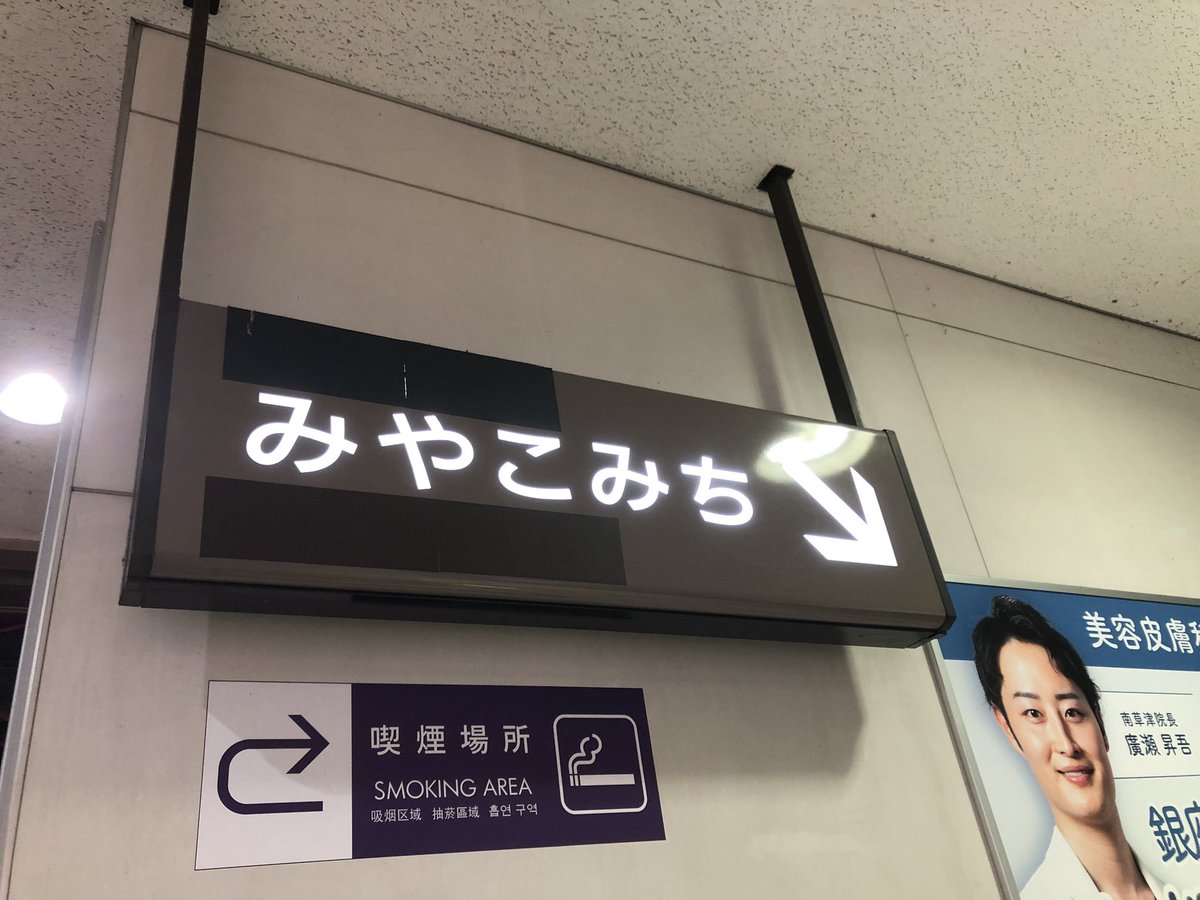 みやこみち
喫煙場所
SMOKING AREA
吸烟区域 抽菸區域 흡연 구역
美容皮膚
南草津院長
廣瀬 昇吾
銀